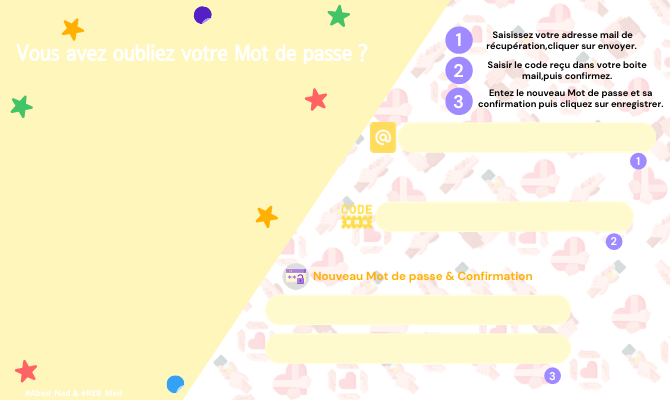 Vous avez oubliez votre Mot de passe ?
1
Saisissez votre adresse mail de
récupération,cliquer sur envoyer.
2
Saisir le code reçu dans votre boite
mail,puis confirmez.
3
Entez le nouveau Mot de passe et sa
confirmation puis cliquez sur enregistrer.
@
1
CODE
XXXX
2
Nouveau Mot de passe & Confirmation
3